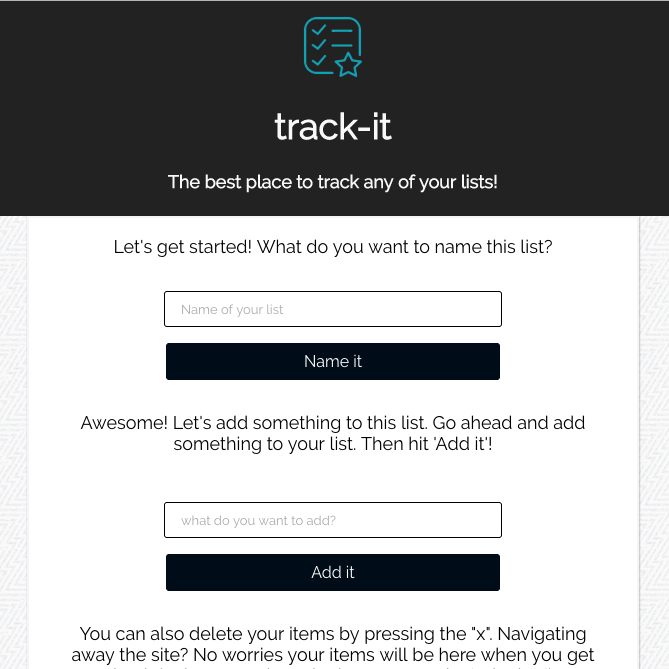 track-it
The best place to track any of your lists!
Let's get started! What do you want to name this list?
Name of your list
Name it
Awesome! Let's add something to this list. Go ahead and add
something to your list. Then hit 'Add it'!
what do you want to add?
Add it
You can also delete your items by pressing the "x". Navigating
away the site? No worries your items will be here when you get